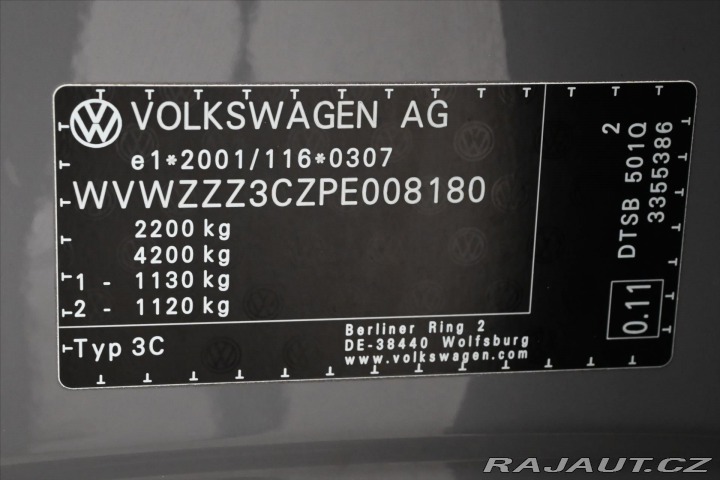 VOLKSWAGEN AG
e1*2001/116*0307
WVWZZZ3CZPE008180
2200 kg
4200 kg
1 - 1130 kg
2 - 1120 kg
Typ 3C
Berliner Ring 2
DE-38440 Wolfsburg
www.volkswagen.com
2
DTSB 501Q
3355386
0.11
RAJAUT.CZ